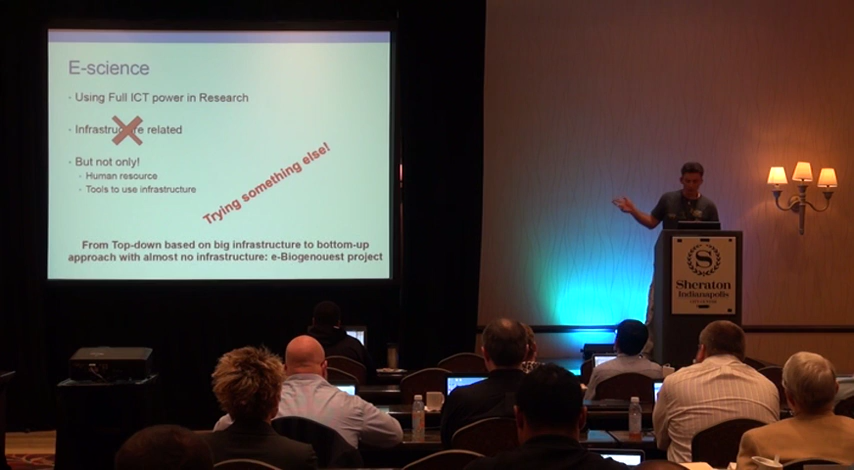 E-science
Using Full ICT power in Research
Infrastructure related
But not only!
Human resource
Tools to use infrastructure
Trying something else!
From Top-down based on big infrastructure to bottom-up
approach with almost no infrastructure: e-Biogenouest project
S
Sheraton
Indianapolis